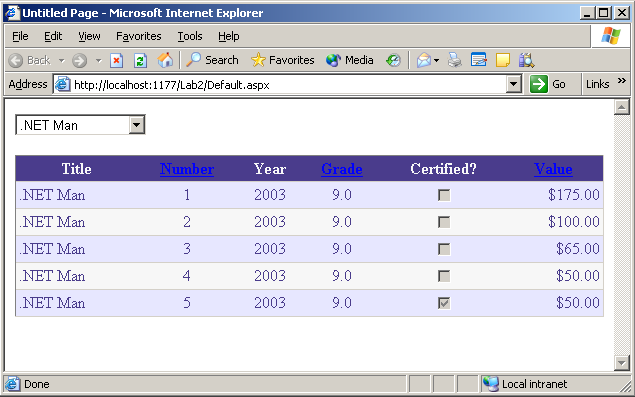 Untitled Page - Microsoft Internet Explorer
File Edit View Favorites Tools Help
Back Search Favorites Media
Address http://localhost:1177/Lab2/Default.aspx Go Links »
.NET Man
Title Number Year Grade Certified? Value
.NET Man 1 2003 9.0 $175.00
.NET Man 2 2003 9.0 $100.00
.NET Man 3 2003 9.0 $65.00
.NET Man 4 2003 9.0 $50.00
.NET Man 5 2003 9.0 $50.00
Done Local intranet